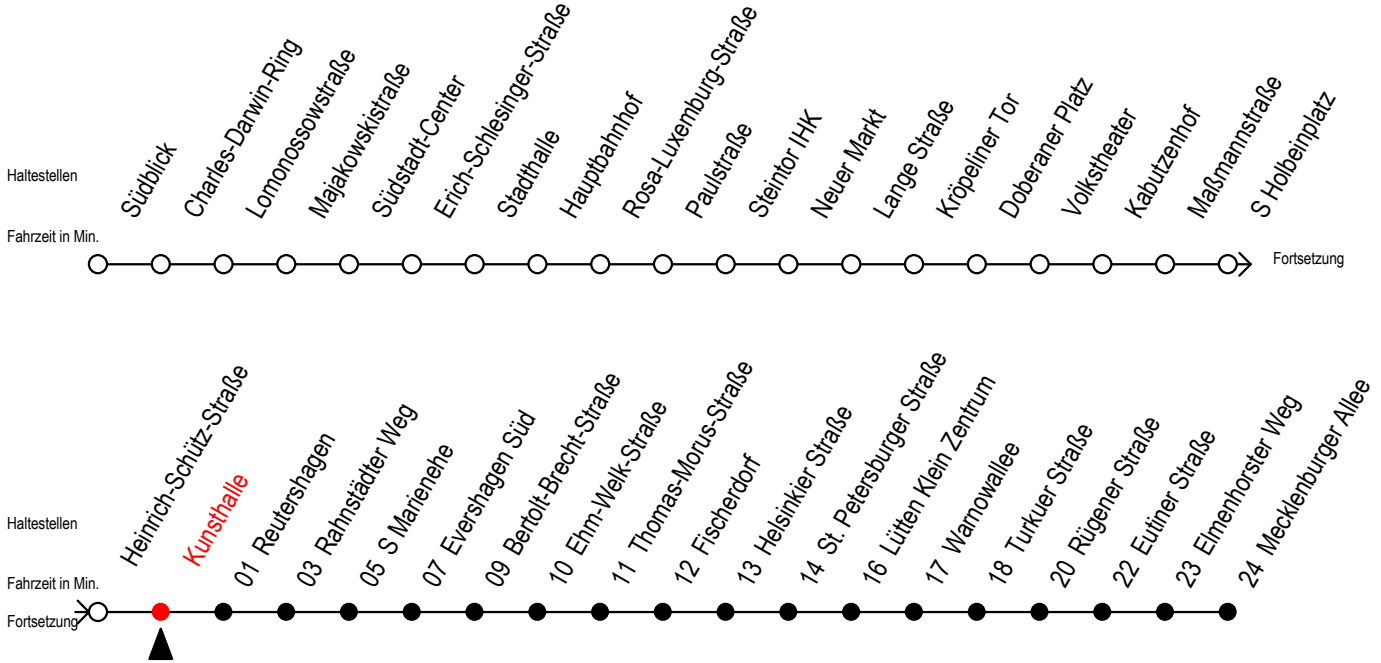 Haltestellen
Südblick
Charles-Darwin-Ring
Lomonossowstraße
Majakowskistraße
Südstadt-Center
Erich-Schlesinger-Straße
Stadthalle
Hauptbahnhof
Rosa-Luxemburg-Straße
Paulstraße
Steintor IHK
Neuer Markt
Lange Straße
Kröpeliner Tor
Doberaner Platz
Volkstheater
Kabutzenhof
Maßmannstraße
S Holbeinplatz
Fahrzeit in Min.
Fortsetzung
Haltestellen
Heinrich-Schütz-Straße
Kunsthalle
01 Reutershagen
03 Rahnstädter Weg
05 S Marienehe
07 Evershagen Süd
09 Bertolt-Brecht-Straße
10 Ehm-Welk-Straße
11 Thomas-Morus-Straße
12 Fischerdorf
13 Helsinkier Straße
14 St. Petersburger Straße
16 Lütten Klein Zentrum
17 Warnowallee
18 Turkuer Straße
20 Rügener Straße
22 Eutiner Straße
23 Elmenhorster Weg
24 Mecklenburger Allee
Fahrzeit in Min.
Fortsetzung